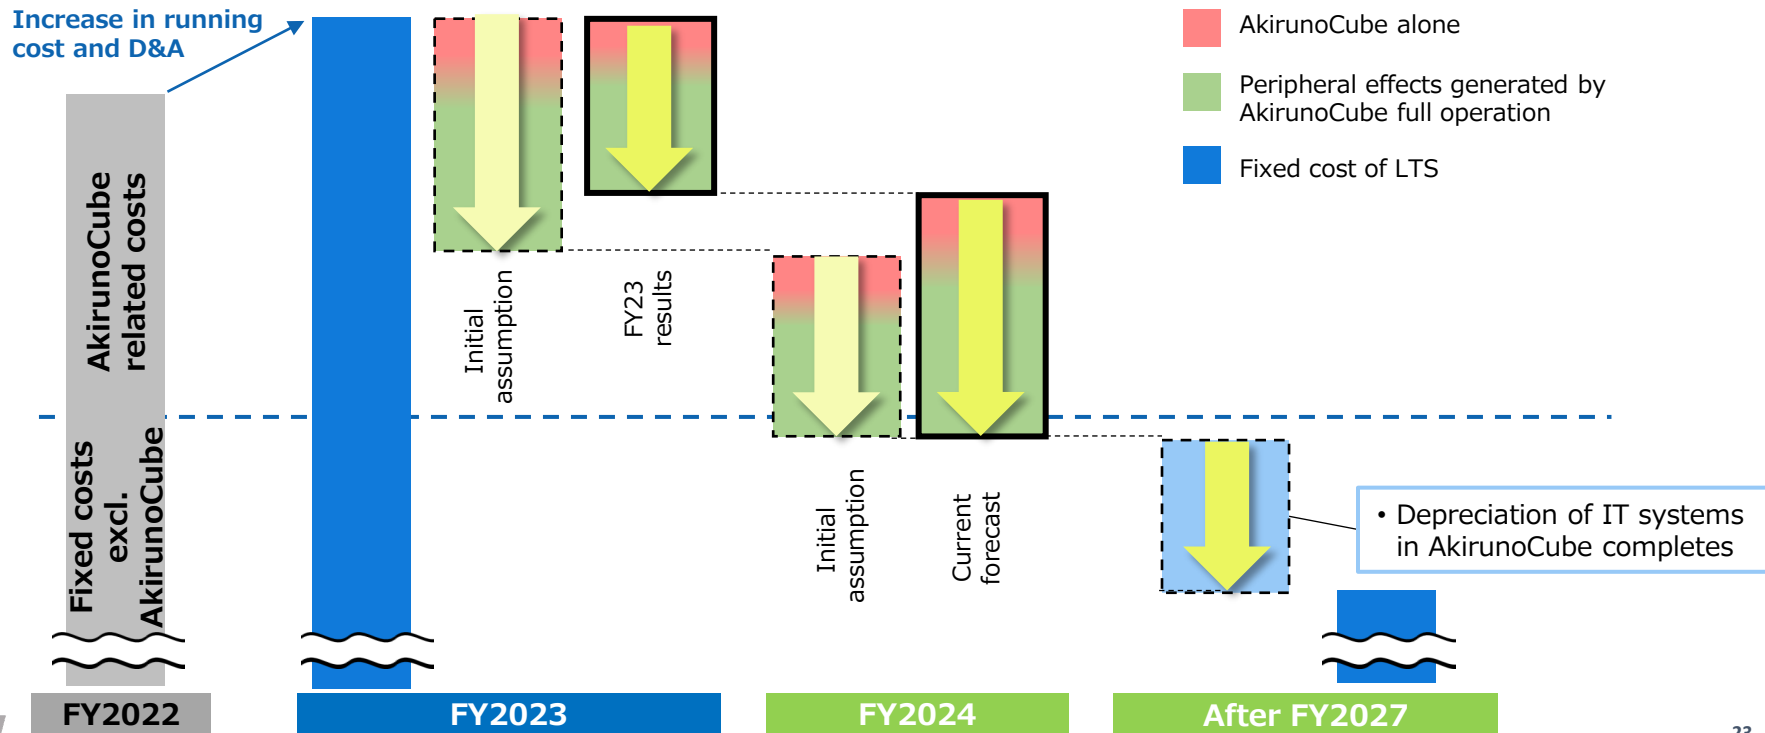 Increase in running
cost and D&A
AkirunoCube
related costs
Fixed costs
excl.
AkirunoCube
Initial
assumption
FY23
results
Initial
assumption
Current
forecast
AkirunoCube alone
Peripheral effects generated by
AkirunoCube full operation
Fixed cost of LTS
• Depreciation of IT systems
in AkirunoCube completes
FY2022
FY2023
FY2024
After FY2027
23